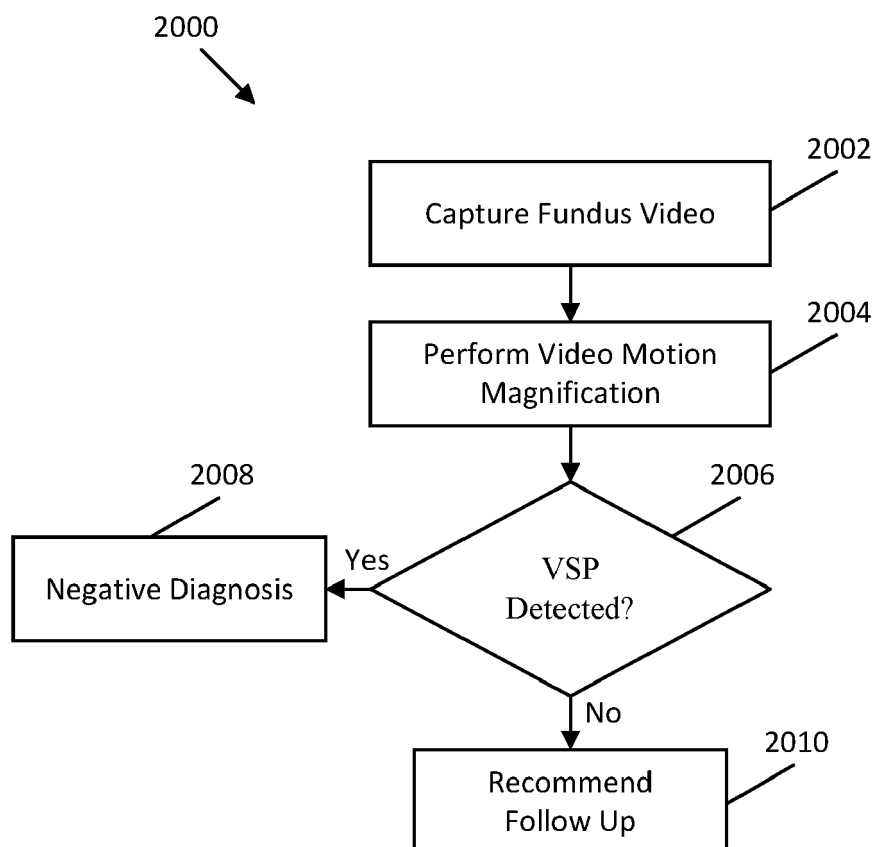 2000
2002
Capture Fundus Video
2004
Perform Video Motion
Magnification
2006
2008
Yes
VSP
Detected?
Negative Diagnosis
No
2010
Recommend
Follow Up